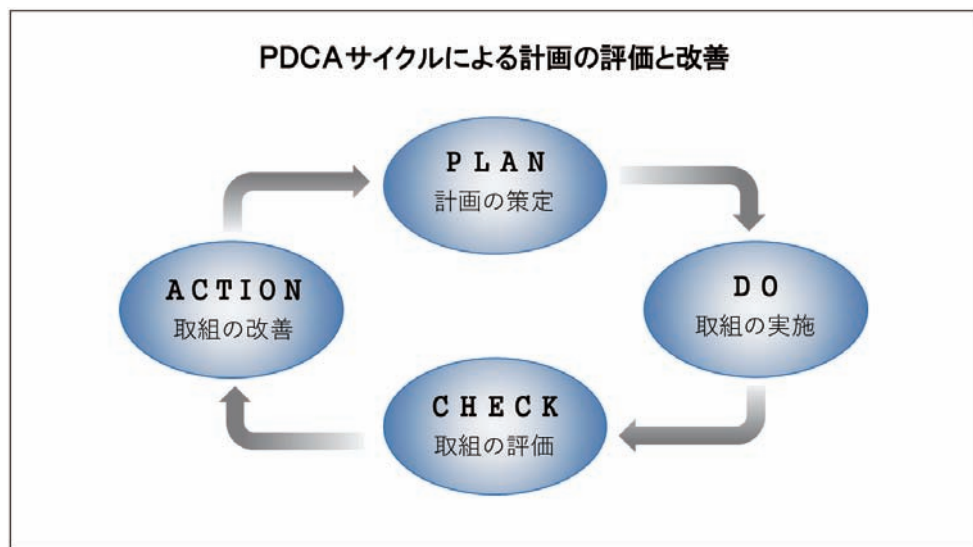 PDCAサイクルによる計画の評価と改善
PLAN
計画の策定
DO
取組の実施
CHECK
取組の評価
ACTION
取組の改善